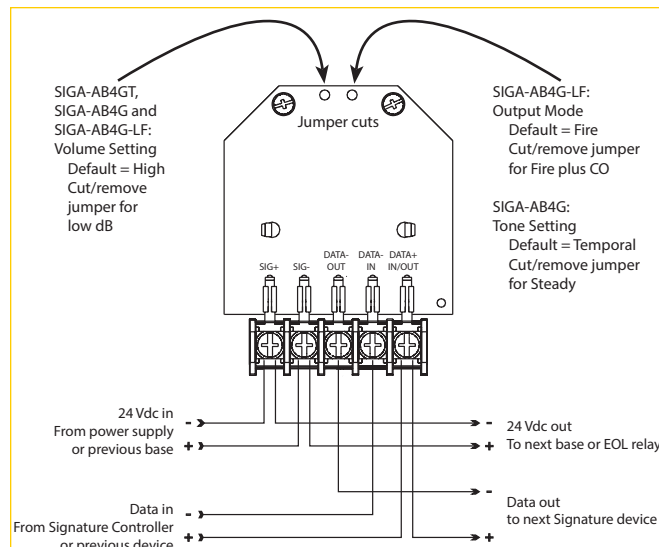 SIGA-AB4GT,
SIGA-AB4G and
SIGA-AB4G-LF:
Volume Setting
Default = High
Cut/remove
jumper for
low dB
Jumper cuts
SIGA-AB4G-LF:
Output Mode
Default = Fire
Cut/remove jumper
for Fire plus CO
SIGA-AB4G:
Tone Setting
Default = Temporal
Cut/remove jumper
for Steady
SIG+
SIG-
DATA-
OUT
DATA-
IN
DATA+
IN/OUT
24 Vdc in -
From power supply
or previous base +
- 24 Vdc out
+ To next base or EOL relay
Data in -
From Signature Controller
or previous device +
- Data out
to next Signature device
+